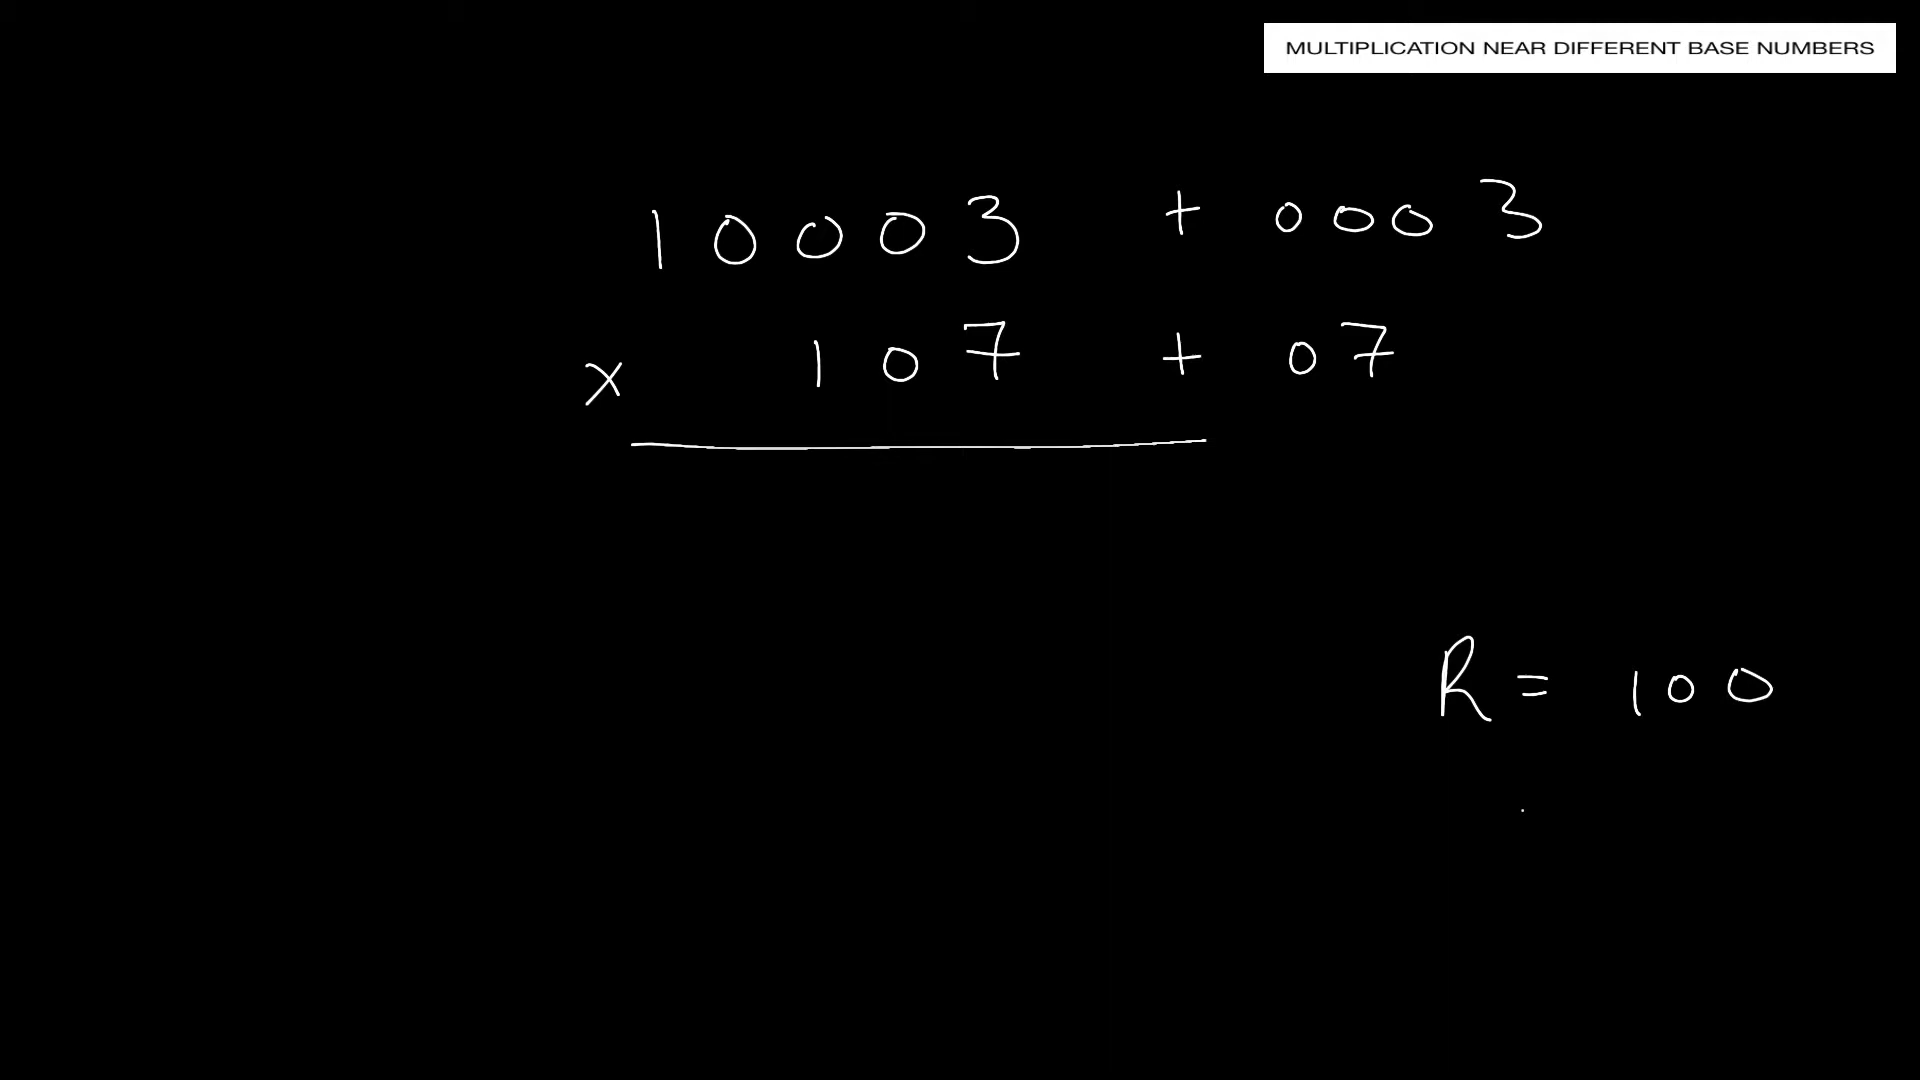 MULTIPLICATION NEAR DIFFERENT BASE NUMBERS
10003 + 0003
x 107 + 07
R = 100